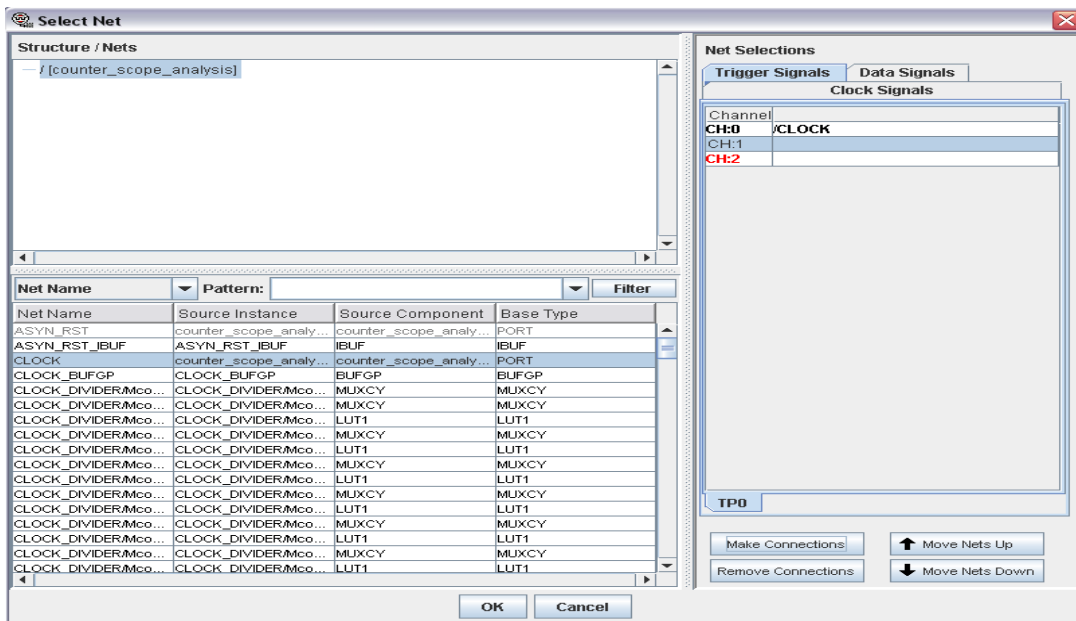 Select Net
Structure / Nets
/ [counter_scope_analysis]
Net Name Pattern: Filter
Net Name Source Instance Source Component Base Type
ASYN_RST counter_scope_analy... counter_scope_analy... PORT
ASYN_RST_IBUF ASYN_RST_IBUF IBUF IBUF
CLOCK counter_scope_analy... counter_scope_analy... PORT
CLOCK_BUFGP CLOCK_BUFGP BUFGP BUFGP
CLOCK_DIVIDER/Mco... CLOCK_DIVIDER/Mco... MUXCY MUXCY
CLOCK_DIVIDER/Mco... CLOCK_DIVIDER/Mco... MUXCY MUXCY
CLOCK_DIVIDER/Mco... CLOCK_DIVIDER/Mco... LUT1 LUT1
CLOCK_DIVIDER/Mco... CLOCK_DIVIDER/Mco... MUXCY MUXCY
CLOCK_DIVIDER/Mco... CLOCK_DIVIDER/Mco... LUT1 LUT1
CLOCK_DIVIDER/Mco... CLOCK_DIVIDER/Mco... MUXCY MUXCY
CLOCK_DIVIDER/Mco... CLOCK_DIVIDER/Mco... LUT1 LUT1
CLOCK_DIVIDER/Mco... CLOCK_DIVIDER/Mco... MUXCY MUXCY
CLOCK_DIVIDER/Mco... CLOCK_DIVIDER/Mco... LUT1 LUT1
CLOCK_DIVIDER/Mco... CLOCK_DIVIDER/Mco... MUXCY MUXCY
CLOCK_DIVIDER/Mco... CLOCK_DIVIDER/Mco... LUT1 LUT1
CLOCK_DIVIDER/Mco... CLOCK_DIVIDER/Mco... MUXCY MUXCY
CLOCK_DIVIDER/Mco... CLOCK_DIVIDER/Mco... LUT1 LUT1
Net Selections
Trigger Signals Data Signals
Clock Signals
Channel
CH:0 /CLOCK
CH:1
CH:2
TP0
Make Connections Move Nets Up
Remove Connections Move Nets Down
OK Cancel